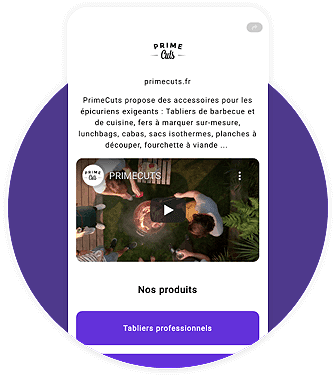 PRIME
Cuts
primecuts.fr
PrimeCuts propose des accessoires pour les
épicuriens exigeants : Tabliers de barbecue et
de cuisine, fers à marquer sur-mesure,
lunchbags, cabas, sacs isothermes, planches à
découper, fourchette à viande ...
PRIME
Cuts
PRIMECUTS
Nos produits
Tabliers professionnels